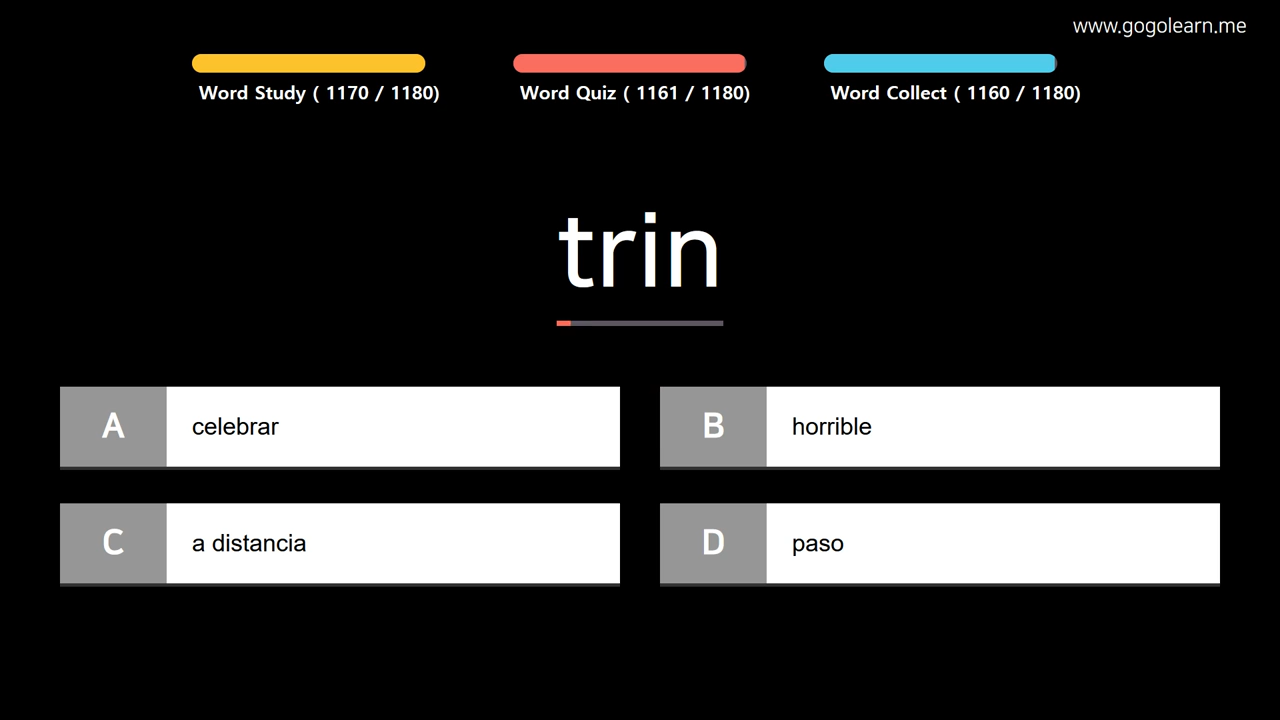 www.gogolearn.me
Word Study ( 1170 / 1180)
Word Quiz ( 1161 / 1180)
Word Collect ( 1160 / 1180)
trin
A celebrar
B horrible
C a distancia
D paso